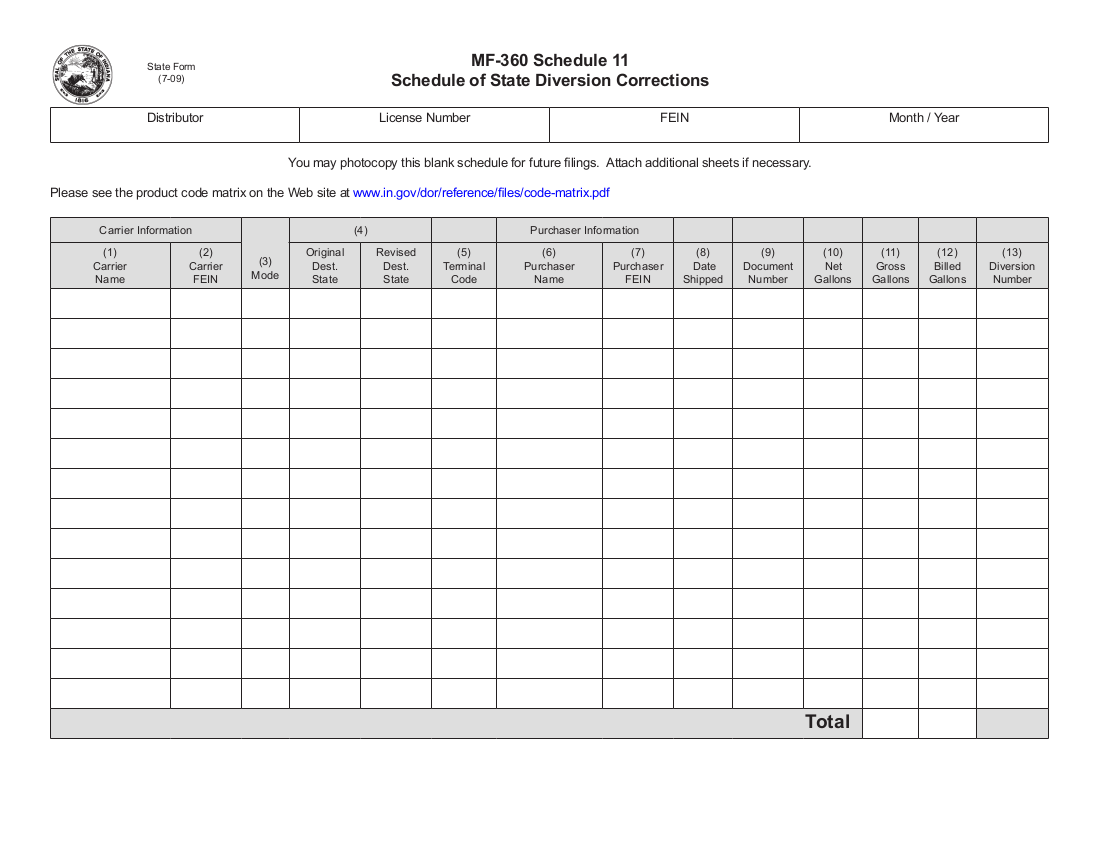 SEAL OF THE STATE OF INDIANA
1816
State Form
(7-09)
MF-360 Schedule 11
Schedule of State Diversion Corrections
Distributor License Number FEIN Month / Year
You may photocopy this blank schedule for future filings.  Attach additional sheets if necessary.
Please see the product code matrix on the Web site at www.in.gov/dor/reference/files/code-matrix.pdf
Carrier Information (4) Purchaser Information
(1) Carrier Name
(2) Carrier FEIN
(3) Mode
Original Dest. State
Revised Dest. State
(5) Terminal Code
(6) Purchaser Name
(7) Purchaser FEIN
(8) Date Shipped
(9) Document Number
(10) Net Gallons
(11) Gross Gallons
(12) Billed Gallons
(13) Diversion Number
Total